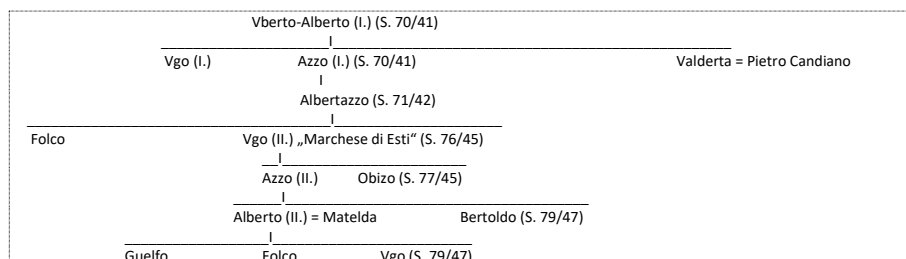 Vberto-Alberto (I.) (S. 70/41)
Vgo (I.) Azzo (I.) (S. 70/41) Valderta = Pietro Candiano
Albertazzo (S. 71/42)
Folco Vgo (II.) „Marchese di Esti“ (S. 76/45)
Azzo (II.) Obizo (S. 77/45)
Alberto (II.) = Matelda Bertoldo (S. 79/47)
Guelfo Folco Vgo (S. 79/47)